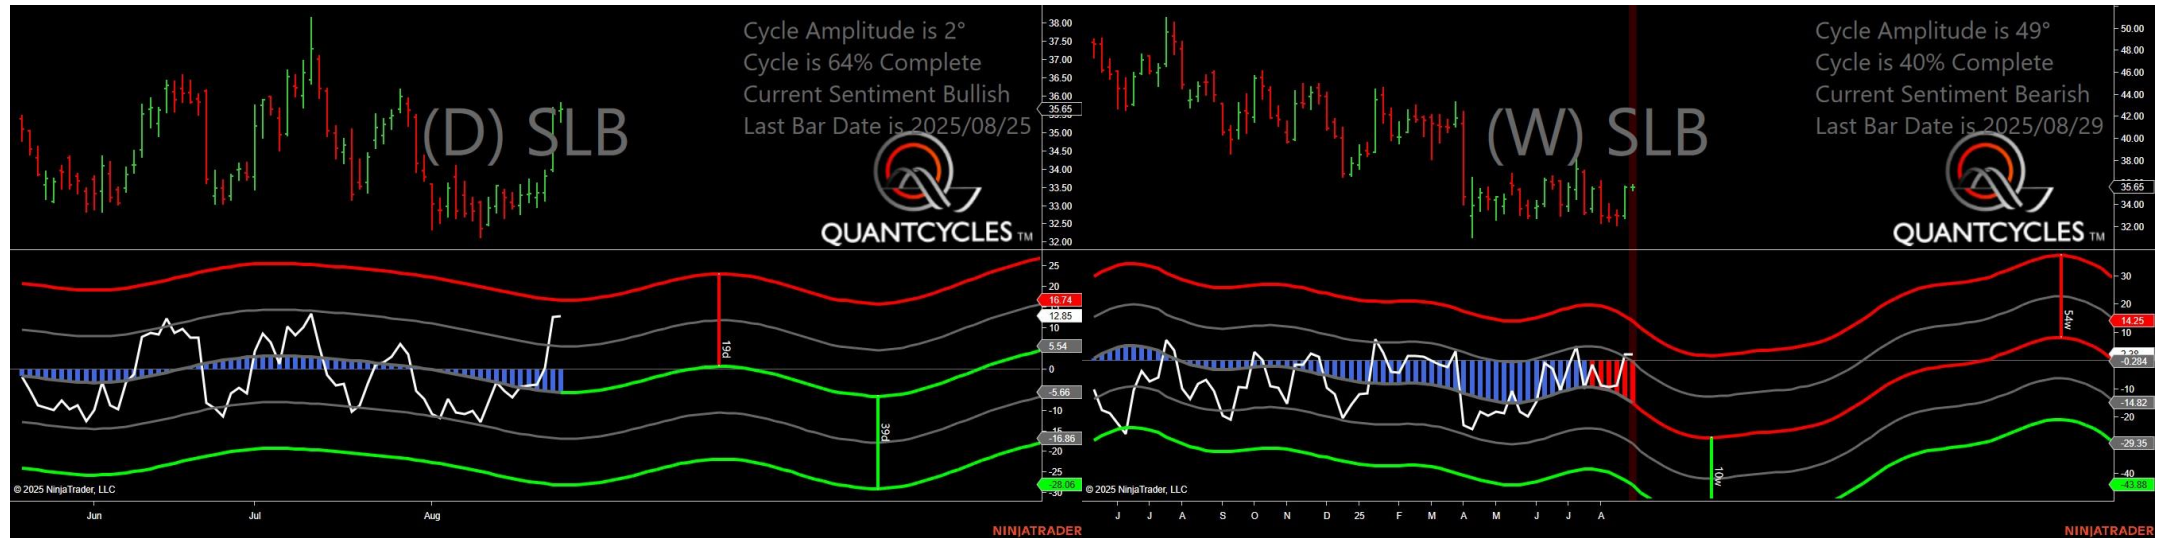 Cycle Amplitude is 2°
Cycle is 64% Complete
Current Sentiment Bullish
Last Bar Date is 2025/08/25
(D) SLB
QUANTCYCLES TM
38.00
37.50
37.00
36.50
36.00
35.65
35.00
34.50
34.00
33.50
33.00
32.50
32.00
25
20
16.74
12.85
10
5.54
0
-5.66
-10
-16.86
-20
-25
-28.06
-30
19d
39d
© 2025 NinjaTrader, LLC
Jun
Jul
Aug
NINJATRADER
Cycle Amplitude is 49°
Cycle is 40% Complete
Current Sentiment Bearish
Last Bar Date is 2025/08/29
(W) SLB
QUANTCYCLES TM
50.00
48.00
46.00
44.00
42.00
40.00
38.00
35.65
34.00
32.00
30
20
14.25
-0.284
-10
-14.82
-20
-29.35
-40
-43.88
54w
10w
© 2025 NinjaTrader, LLC
J
J
A
S
O
N
D
25
F
M
A
M
J
J
A
NINJATRADER